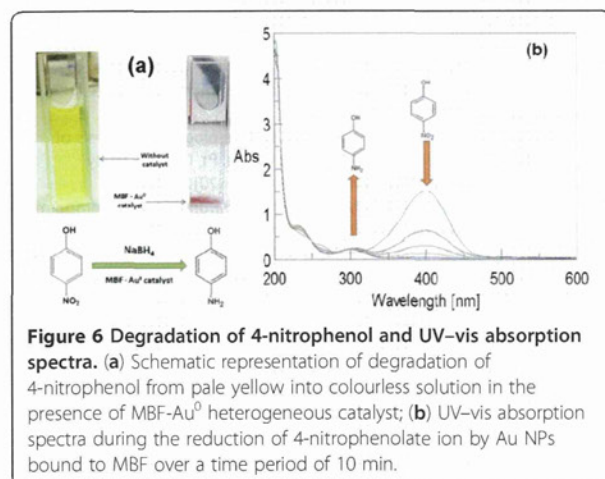 (a)
(b)
5
4
3
2
1
0
Abs
200
300
400
500
600
Wavelength [nm]
OH
NH₂
OH
NO₂
Without
catalyst
MBF - Au⁰
catalyst
OH
NO₂
NaBH₄
MBF - Au⁰ catalyst
OH
NH₂
Figure 6 Degradation of 4-nitrophenol and UV–vis absorption
spectra. (a) Schematic representation of degradation of
4-nitrophenol from pale yellow into colourless solution in the
presence of MBF-Au⁰ heterogeneous catalyst; (b) UV–vis absorption
spectra during the reduction of 4-nitrophenolate ion by Au NPs
bound to MBF over a time period of 10 min.